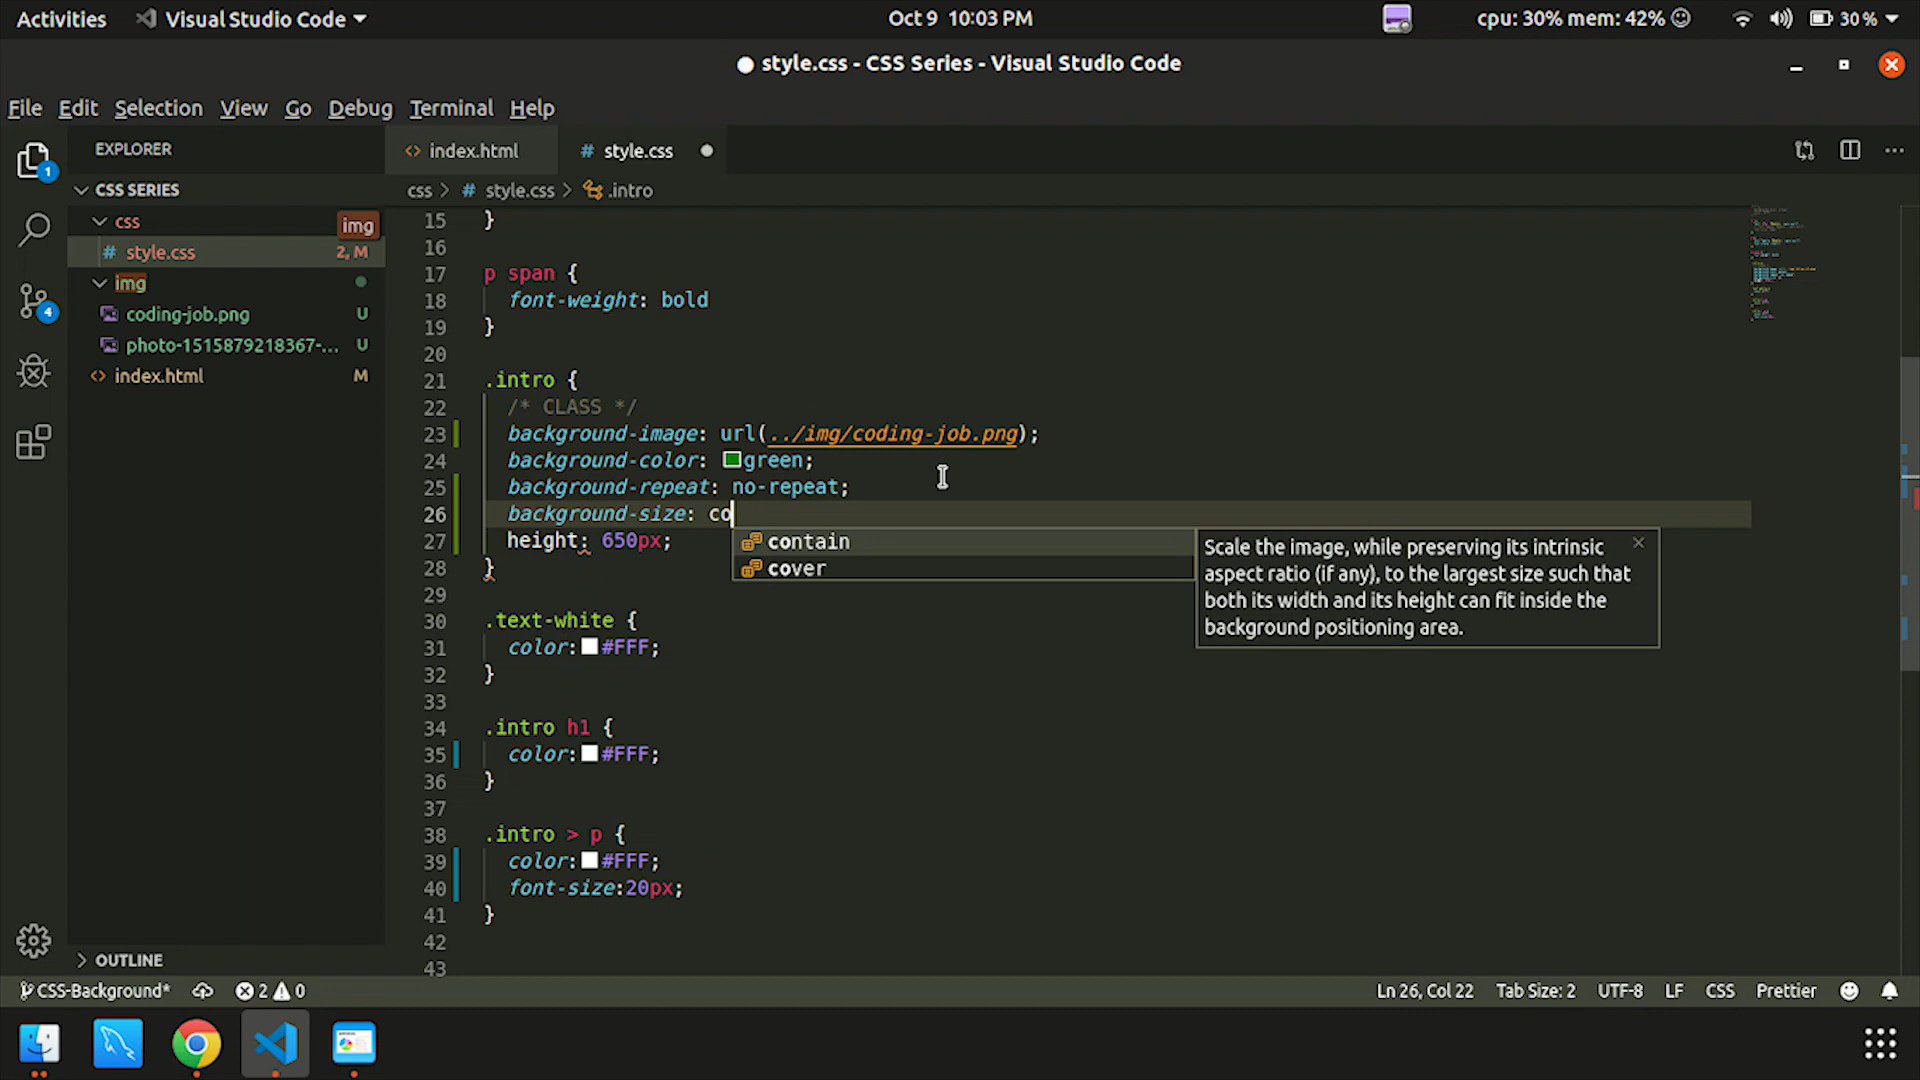 Activities
Visual Studio Code
Oct 9 10:03 PM
cpu: 30% mem: 42%
30 %
style.css - CSS Series - Visual Studio Code
File Edit Selection View Go Debug Terminal Help
1
EXPLORER
index.html
# style.css
CSS SERIES
css > # style.css > .intro
css
img
# style.css 2, M
img
coding-job.png U
photo-1515879218367-... U
index.html M
4
15 }
16
17 p span {
18 font-weight: bold
19 }
20
21 .intro {
22 /* CLASS */
23 background-image: url(../img/coding-job.png);
24 background-color: green;
25 background-repeat: no-repeat;
26 background-size: co
27 height: 650px;
28 }
29
30 .text-white {
31 color: #FFF;
32 }
33
34 .intro h1 {
35 color: #FFF;
36 }
37
38 .intro > p {
39 color: #FFF;
40 font-size:20px;
41 }
42
43
contain
cover
Scale the image, while preserving its intrinsic
aspect ratio (if any), to the largest size such that
both its width and its height can fit inside the
background positioning area.
OUTLINE
CSS-Background* 2 0
Ln 26, Col 22 Tab Size: 2 UTF-8 LF CSS Prettier